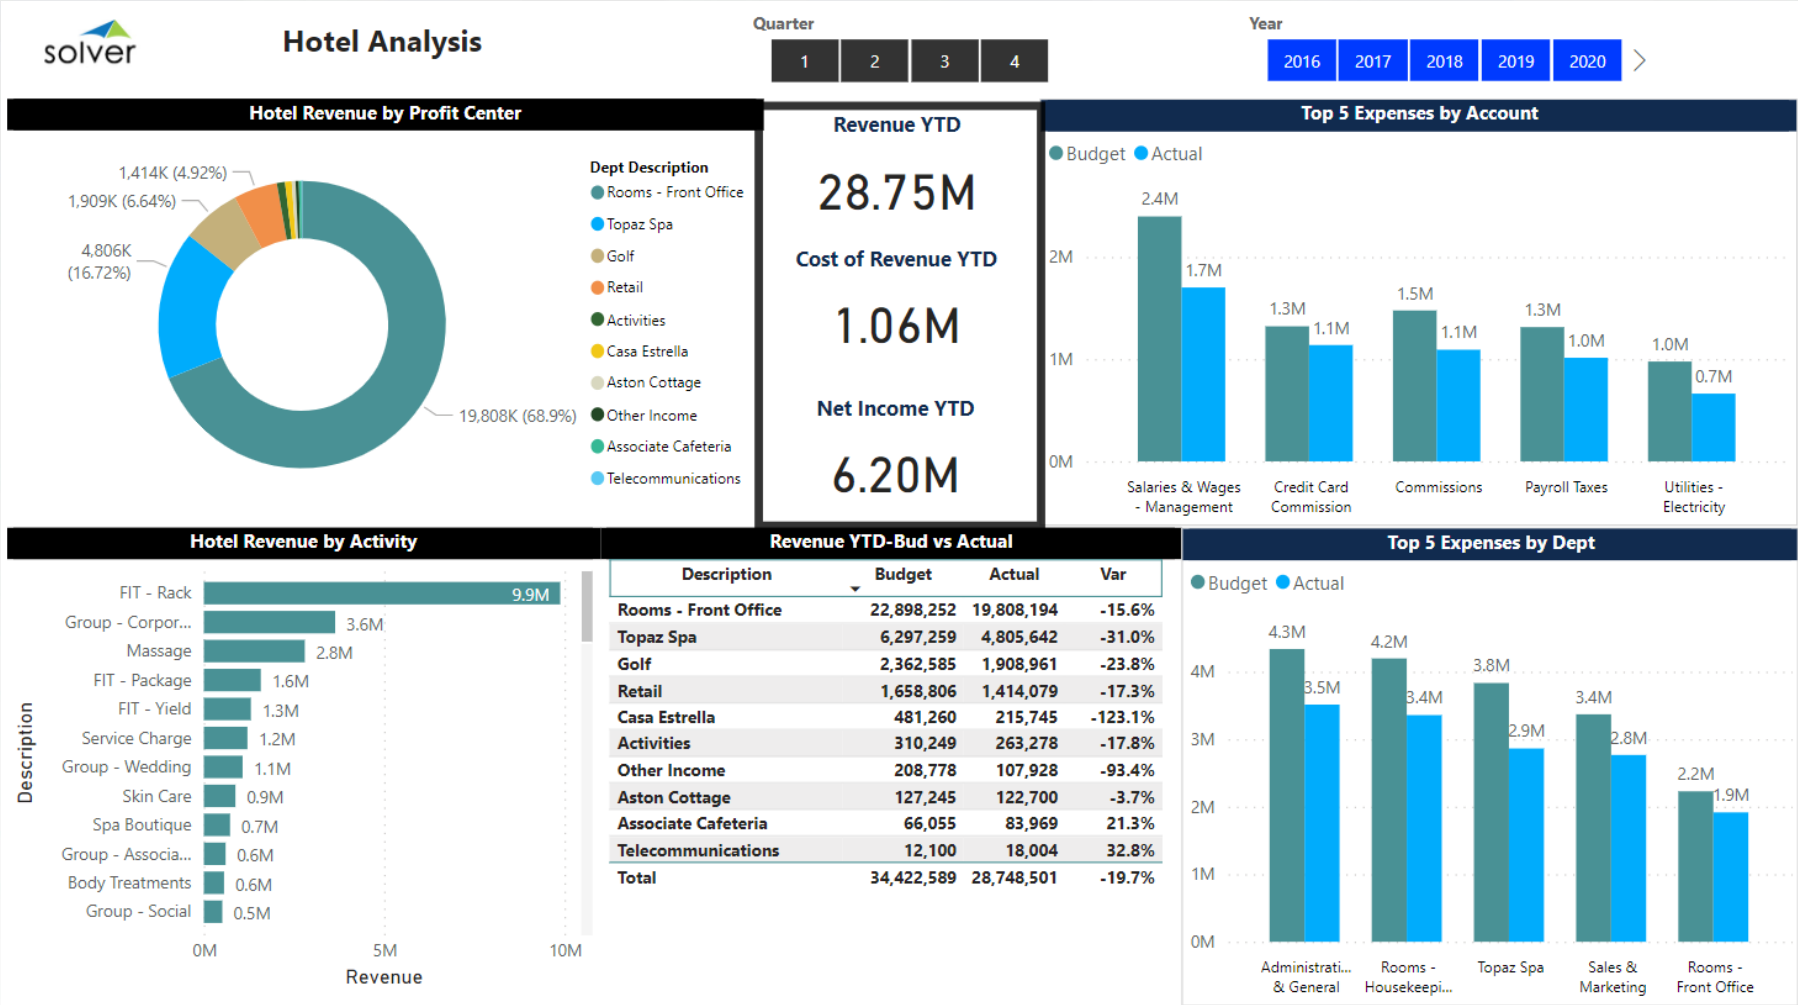 solver
Hotel Analysis
Quarter
1 2 3 4
Year
2016 2017 2018 2019 2020
Hotel Revenue by Profit Center
1,414K (4.92%)
1,909K (6.64%)
4,806K
(16.72%)
19,808K (68.9%)
Dept Description
Rooms - Front Office
Topaz Spa
Golf
Retail
Activities
Casa Estrella
Aston Cottage
Other Income
Associate Cafeteria
Telecommunications
Revenue YTD
28.75M
Cost of Revenue YTD
1.06M
Net Income YTD
6.20M
Top 5 Expenses by Account
Budget Actual
2M
1M
0M
2.4M
1.7M
1.3M
1.1M
1.5M
1.1M
1.3M
1.0M
1.0M
0.7M
Salaries & Wages
- Management
Credit Card
Commission
Commissions
Payroll Taxes
Utilities -
Electricity
Hotel Revenue by Activity
Description
FIT - Rack 9.9M
Group - Corpor... 3.6M
Massage 2.8M
FIT - Package 1.6M
FIT - Yield 1.3M
Service Charge 1.2M
Group - Wedding 1.1M
Skin Care 0.9M
Spa Boutique 0.7M
Group - Associa... 0.6M
Body Treatments 0.6M
Group - Social 0.5M
0M 5M 10M
Revenue
Revenue YTD-Bud vs Actual
Description Budget Actual Var
Rooms - Front Office 22,898,252 19,808,194 -15.6%
Topaz Spa 6,297,259 4,805,642 -31.0%
Golf 2,362,585 1,908,961 -23.8%
Retail 1,658,806 1,414,079 -17.3%
Casa Estrella 481,260 215,745 -123.1%
Activities 310,249 263,278 -17.8%
Other Income 208,778 107,928 -93.4%
Aston Cottage 127,245 122,700 -3.7%
Associate Cafeteria 66,055 83,969 21.3%
Telecommunications 12,100 18,004 32.8%
Total 34,422,589 28,748,501 -19.7%
Top 5 Expenses by Dept
Budget Actual
4M
3M
2M
1M
0M
4.3M
3.5M
4.2M
3.4M
3.8M
2.9M
3.4M
2.8M
2.2M
1.9M
Administrati...
& General
Rooms -
Housekeepi...
Topaz Spa
Sales &
Marketing
Rooms -
Front Office